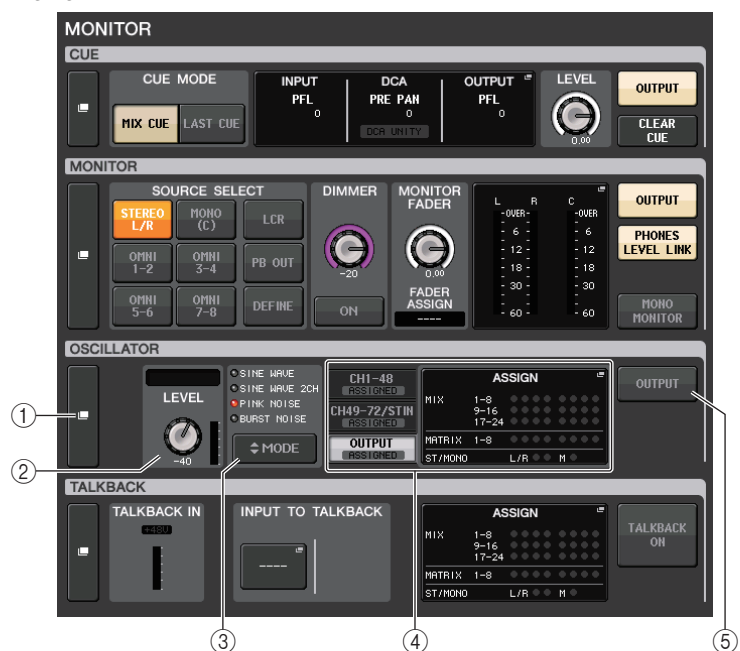 MONITOR
CUE
CUE MODE
MIX CUE
LAST CUE
INPUT
PFL
0
DCA
PRE PAN
0
DCA UNITY
OUTPUT
PFL
0
LEVEL
0.00
OUTPUT
CLEAR
CUE
MONITOR
SOURCE SELECT
STEREO
L/R
MONO
(C)
LCR
OMNI
1-2
OMNI
3-4
PB OUT
OMNI
5-6
OMNI
7-8
DEFINE
DIMMER
-20
ON
MONITOR
FADER
0.00
FADER
ASSIGN
----
L R C
-OVER- -OVER-
- 6 - - 6
- 12 - - 12
- 18 - - 18
- 30 - - 30
- 60 - - 60
OUTPUT
PHONES
LEVEL LINK
MONO
MONITOR
OSCILLATOR
LEVEL
-40
SINE WAVE
SINE WAVE 2CH
PINK NOISE
BURST NOISE
MODE
CH1-48
ASSIGNED
CH49-72/STIN
ASSIGNED
OUTPUT
ASSIGNED
ASSIGN
MIX 1-8
9-16
17-24
MATRIX 1-8
ST/MONO L/R M
OUTPUT
TALKBACK
TALKBACK IN
+48V
INPUT TO TALKBACK
----
ASSIGN
MIX 1-8
9-16
17-24
MATRIX 1-8
ST/MONO L/R M
TALKBACK
ON
1
2
3
4
5